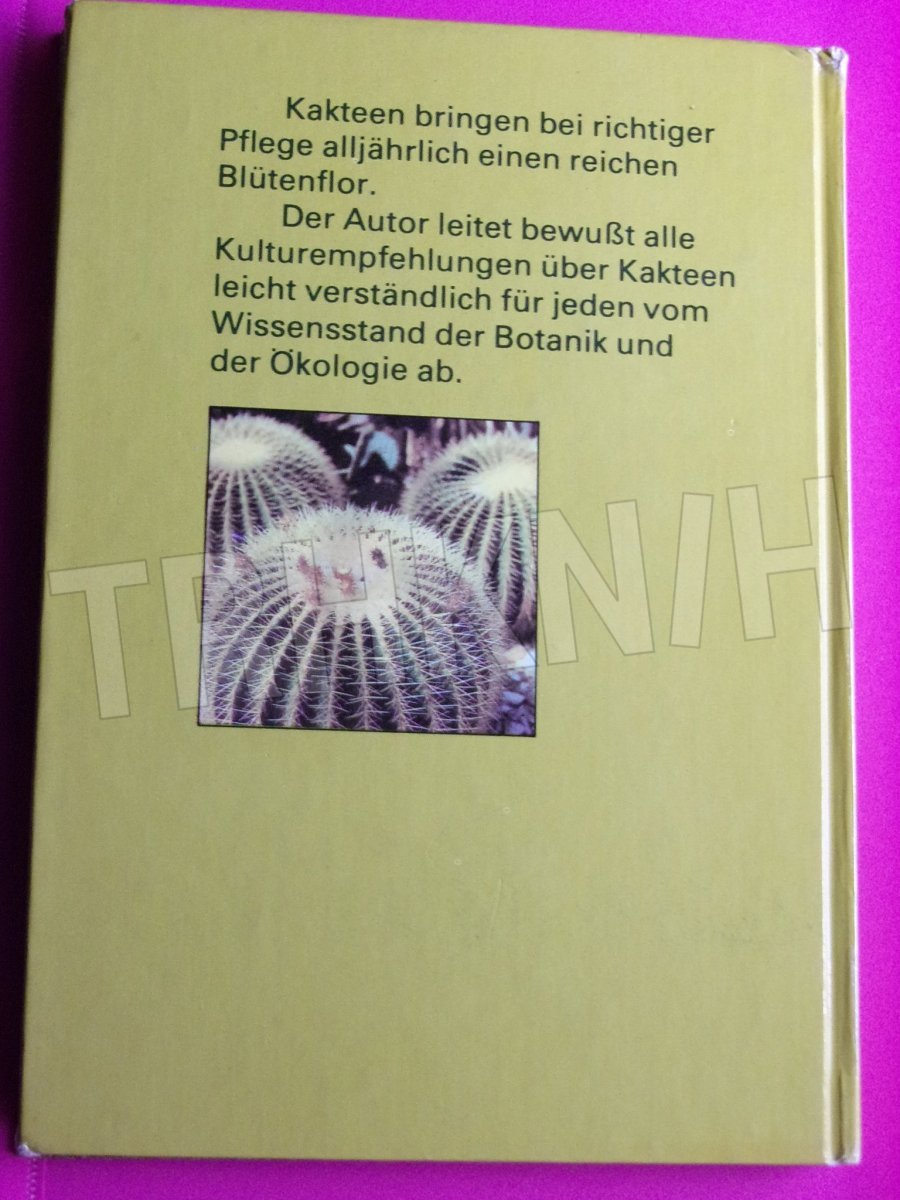 Kakteen bringen bei richtiger
Pflege alljährlich einen reichen
Blütenflor.
Der Autor leitet bewußt alle
Kulturempfehlungen über Kakteen
leicht verständlich für jeden vom
Wissensstand der Botanik und
der Ökologie ab.